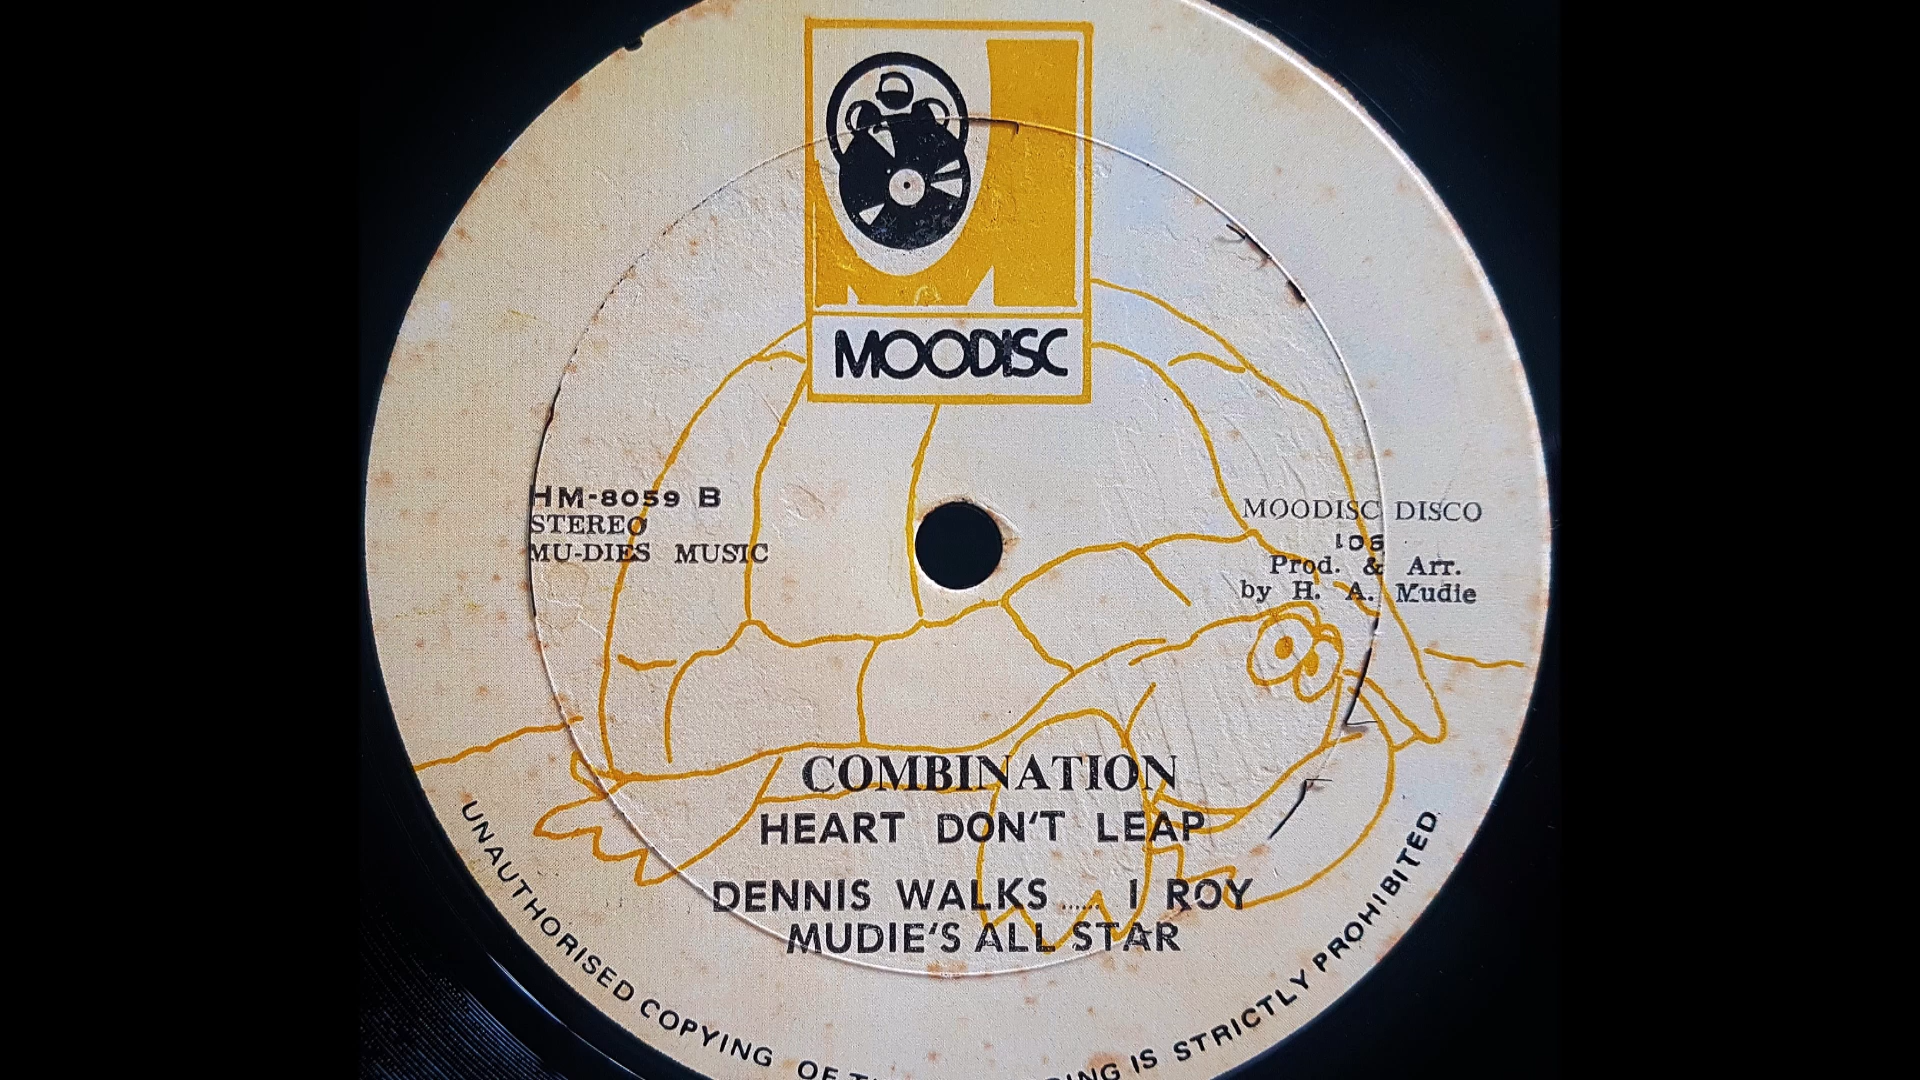 MOODISC
HM-8059 B
STEREO
MU-DIES MUSIC
MOODISC DISCO
106
Prod. & Arr.
by H. A. Mudie
COMBINATION
HEART DON'T LEAP
DENNIS WALKS ...... I ROY
MUDIE'S ALL STAR
UNAUTHORISED COPYING OF IS STRICTLY PROHIBITED.